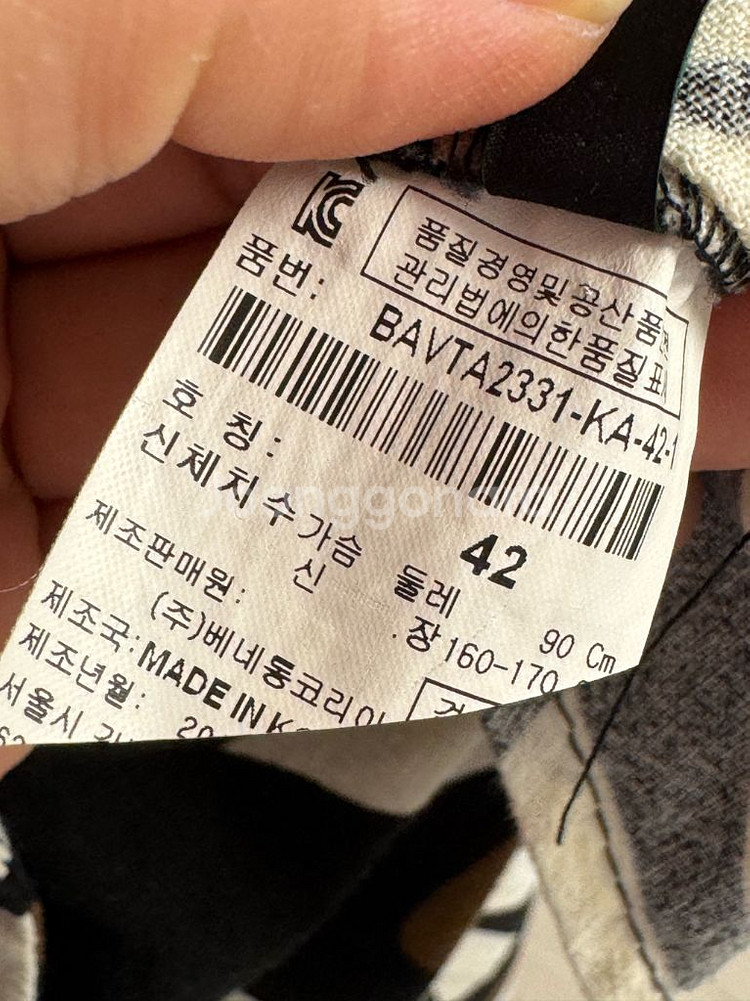 품질경영및공산품
관리법에의한품질표
품번:
BAVTA2331-KA-42-1
호 칭:
42
신체치수 가슴 둘레 90 Cm
신 장 160-170
제조판매원:
(주)베네통코리아
제조국: MADE IN K
제조년월: 20
서울시
joonggonara